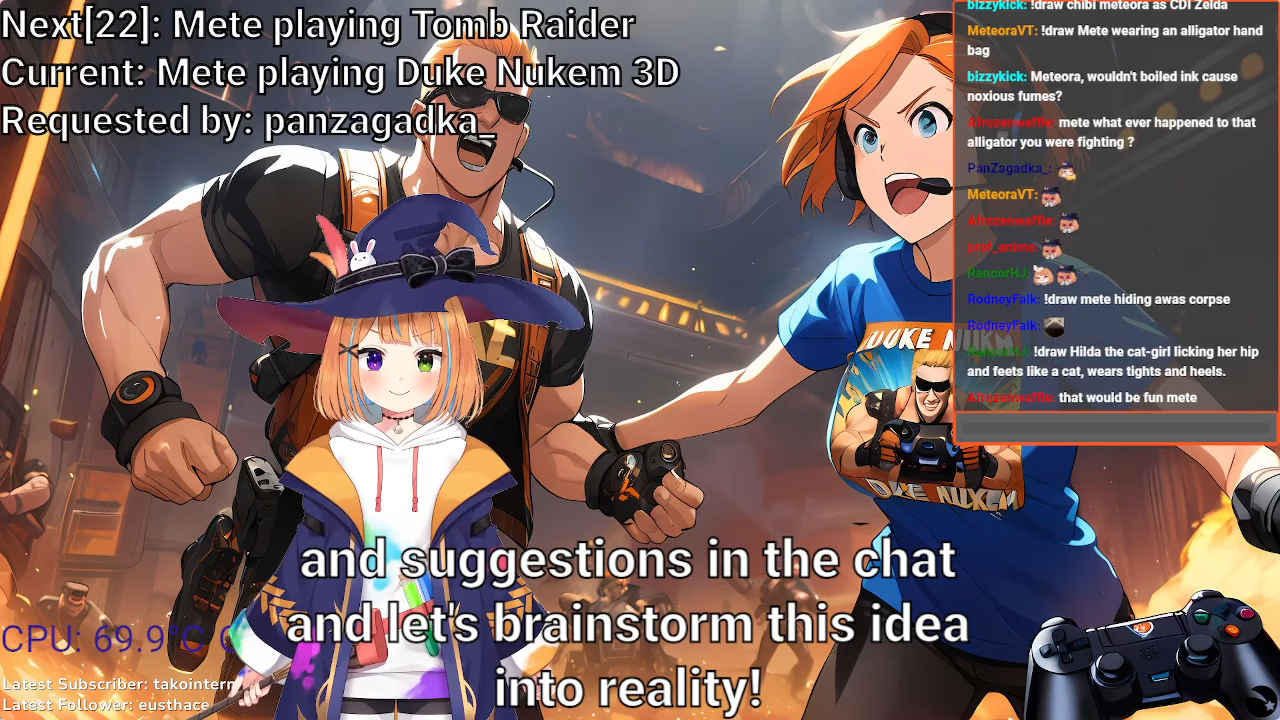 Next[22]: Mete playing Tomb Raider
Current: Mete playing Duke Nukem 3D
Requested by: panzagadka_
bizzykick: !draw chibi meteora as CDI Zelda
MeteoraVT: !draw Mete wearing an alligator hand
bag
bizzykick: Meteora, wouldn't boiled ink cause
noxious fumes?
Afrozenwaffle: mete what ever happened to that
alligator you were fighting ?
PanZagadka_:
MeteoraVT:
Afrozenwaffle:
RancorHJ:
RodneyFalk: !draw mete hiding awas corpse
RodneyFalk:
!draw Hilda the cat-girl licking her hip
and feets like a cat, wears tights and heels.
Afrozenwaffle: that would be fun mete
DUKE NUKM
and suggestions in the chat
and let's brainstorm this idea
into reality!
CPU: 69.9°C
Latest Subscriber: takointern
Latest Follower: eusthace